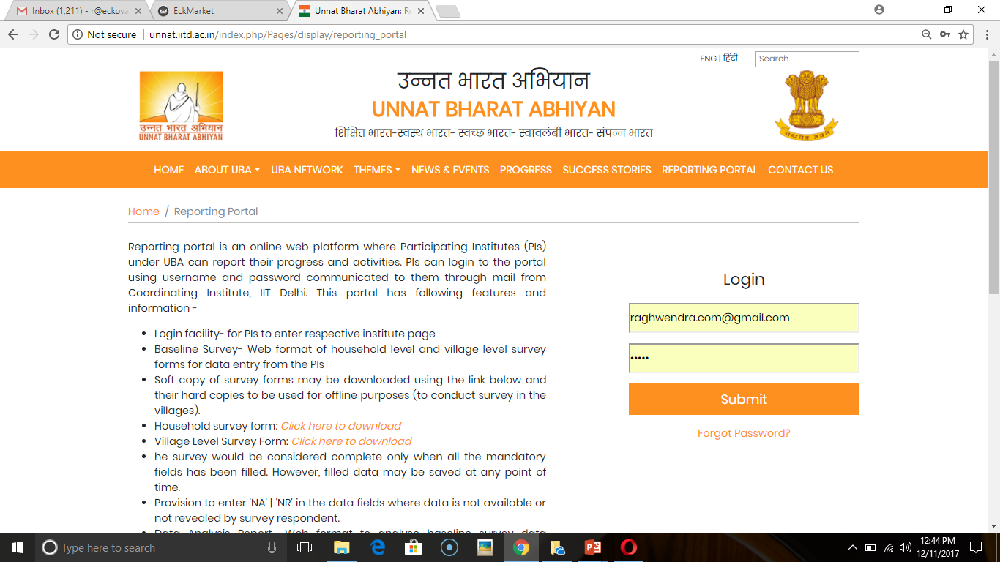 Inbox (1,211) - r@eckova
EckMarket
Unnat Bharat Abhiyan: Re
Not secure
unnat.iitd.ac.in/index.php/Pages/display/reporting_portal
ENG | हिंदी
Search...
उन्नत भारत अभियान
UNNAT BHARAT ABHIYAN
शिक्षित भारत-स्वस्थ भारत- स्वच्छ भारत- स्वावलंबी भारत- संपन्न भारत
उन्नत भारत अभियान
UNNAT BHARAT ABHIYAN
सत्यमेव जयते
HOME ABOUT UBA UBA NETWORK THEMES NEWS & EVENTS PROGRESS SUCCESS STORIES REPORTING PORTAL CONTACT US
Home / Reporting Portal
Reporting portal is an online web platform where Participating Institutes (PIs)
under UBA can report their progress and activities. PIs can login to the portal
using username and password communicated to them through mail from
Coordinating Institute, IIT Delhi. This portal has following features and
information -
• Login facility- for PIs to enter respective institute page
• Baseline Survey- Web format of household level and village level survey
forms for data entry from the PIs
• Soft copy of survey forms may be downloaded using the link below and
their hard copies to be used for offline purposes (to conduct survey in the
villages).
• Household survey form: Click here to download
• Village Level Survey Form: Click here to download
• he survey would be considered complete only when all the mandatory
fields has been filled. However, filled data may be saved at any point of
time.
• Provision to enter 'NA' | 'NR' in the data fields where data is not available or
not revealed by survey respondent.
• Data Analysis Report- Web format to analyse baseline survey data
Login
raghwendra.com@gmail.com
•••••
Submit
Forgot Password?
Type here to search
12:44 PM
12/11/2017